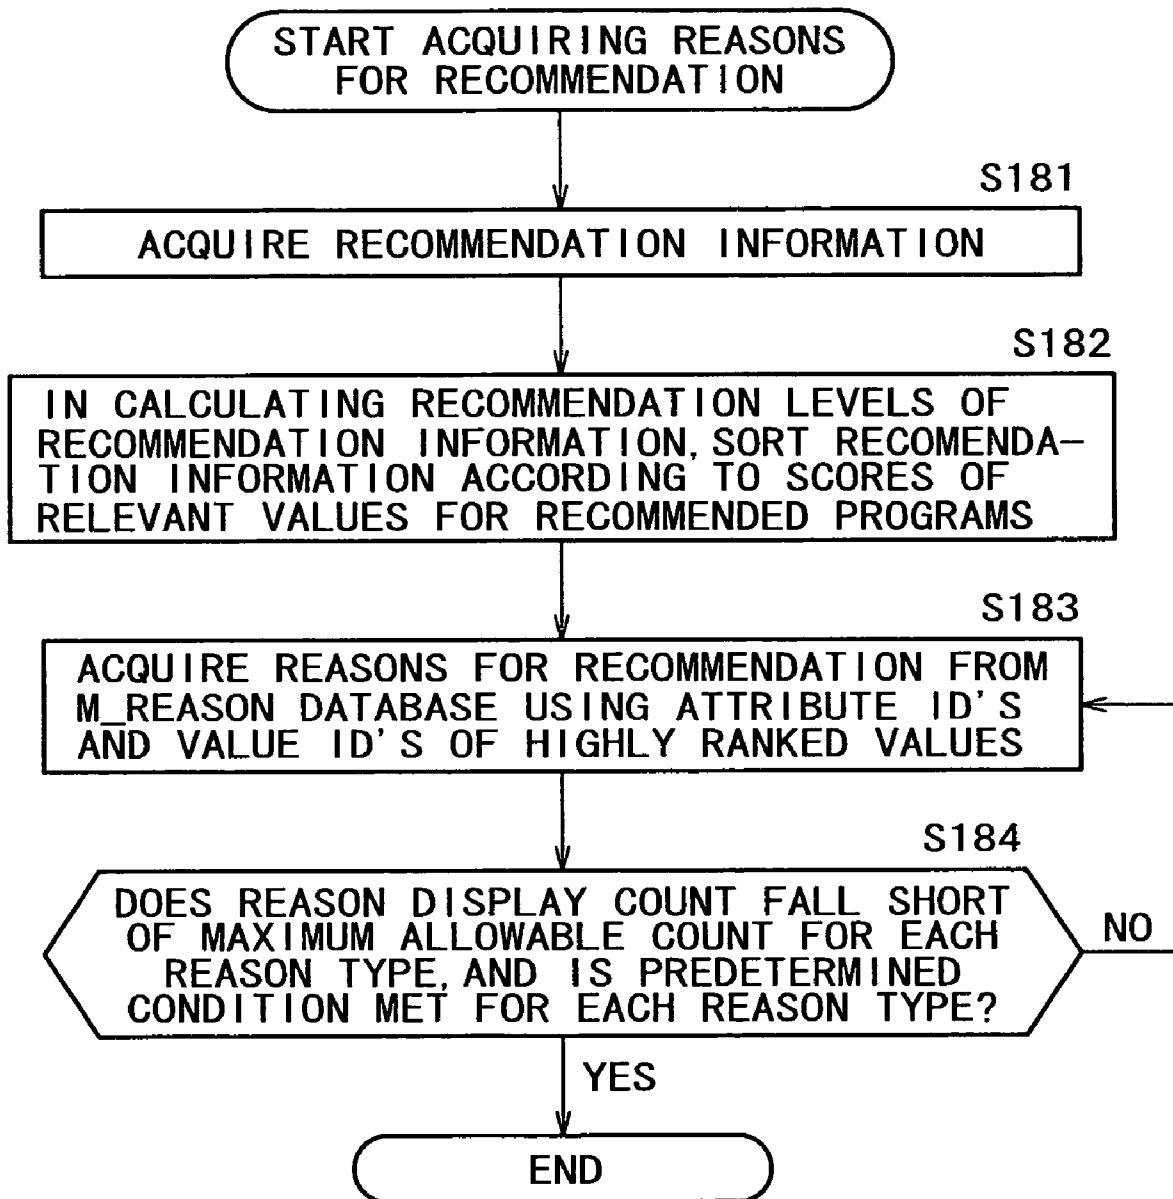 START ACQUIRING REASONS
FOR RECOMMENDATION
S181
ACQUIRE RECOMMENDATION INFORMATION
S182
IN CALCULATING RECOMMENDATION LEVELS OF
RECOMMENDATION INFORMATION, SORT RECOMENDA-
TION INFORMATION ACCORDING TO SCORES OF
RELEVANT VALUES FOR RECOMMENDED PROGRAMS
S183
ACQUIRE REASONS FOR RECOMMENDATION FROM
M_REASON DATABASE USING ATTRIBUTE ID'S
AND VALUE ID'S OF HIGHLY RANKED VALUES
S184
DOES REASON DISPLAY COUNT FALL SHORT
OF MAXIMUM ALLOWABLE COUNT FOR EACH
REASON TYPE, AND IS PREDETERMINED
CONDITION MET FOR EACH REASON TYPE?
NO
YES
END